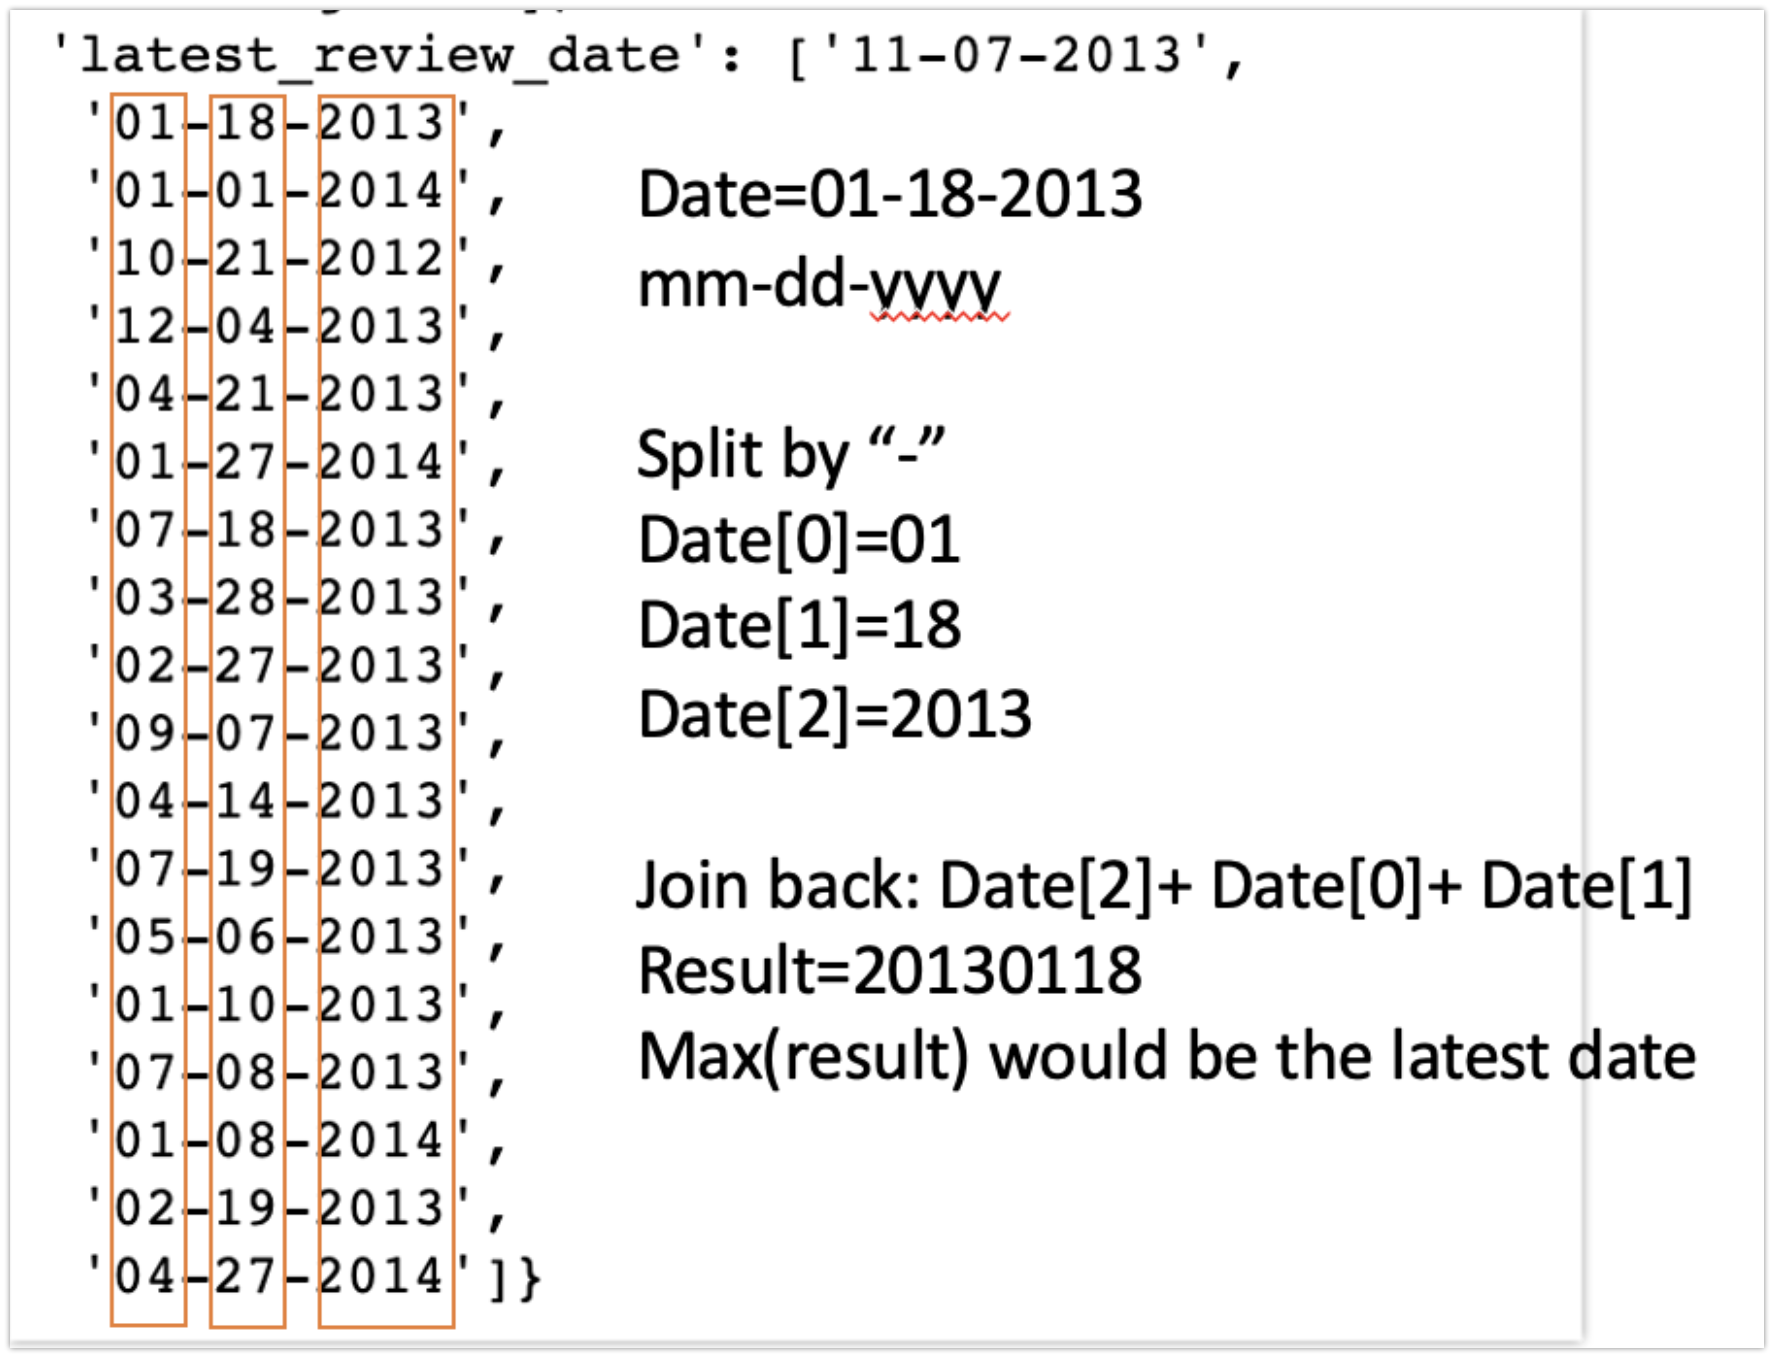 'latest_review_date': ['11-07-2013',
'01-18-2013',
'01-01-2014',
'10-21-2012',
'12-04-2013',
'04-21-2013',
'01-27-2014',
'07-18-2013',
'03-28-2013',
'02-27-2013',
'09-07-2013',
'04-14-2013',
'07-19-2013',
'05-06-2013',
'01-10-2013',
'07-08-2013',
'01-08-2014',
'02-19-2013',
'04-27-2014']}
Date=01-18-2013
mm-dd-yyyy
Split by “-”
Date[0]=01
Date[1]=18
Date[2]=2013
Join back: Date[2]+ Date[0]+ Date[1]
Result=20130118
Max(result) would be the latest date